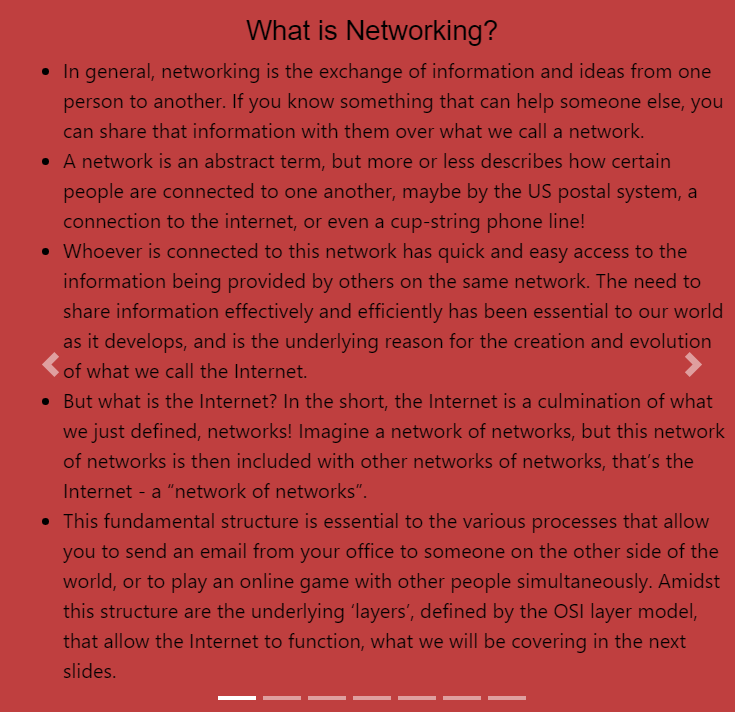 What is Networking?
• In general, networking is the exchange of information and ideas from one
person to another. If you know something that can help someone else, you
can share that information with them over what we call a network.
• A network is an abstract term, but more or less describes how certain
people are connected to one another, maybe by the US postal system, a
connection to the internet, or even a cup-string phone line!
• Whoever is connected to this network has quick and easy access to the
information being provided by others on the same network. The need to
share information effectively and efficiently has been essential to our world
as it develops, and is the underlying reason for the creation and evolution
of what we call the Internet.
• But what is the Internet? In the short, the Internet is a culmination of what
we just defined, networks! Imagine a network of networks, but this network
of networks is then included with other networks of networks, that’s the
Internet - a “network of networks”.
• This fundamental structure is essential to the various processes that allow
you to send an email from your office to someone on the other side of the
world, or to play an online game with other people simultaneously. Amidst
this structure are the underlying ‘layers’, defined by the OSI layer model,
that allow the Internet to function, what we will be covering in the next
slides.